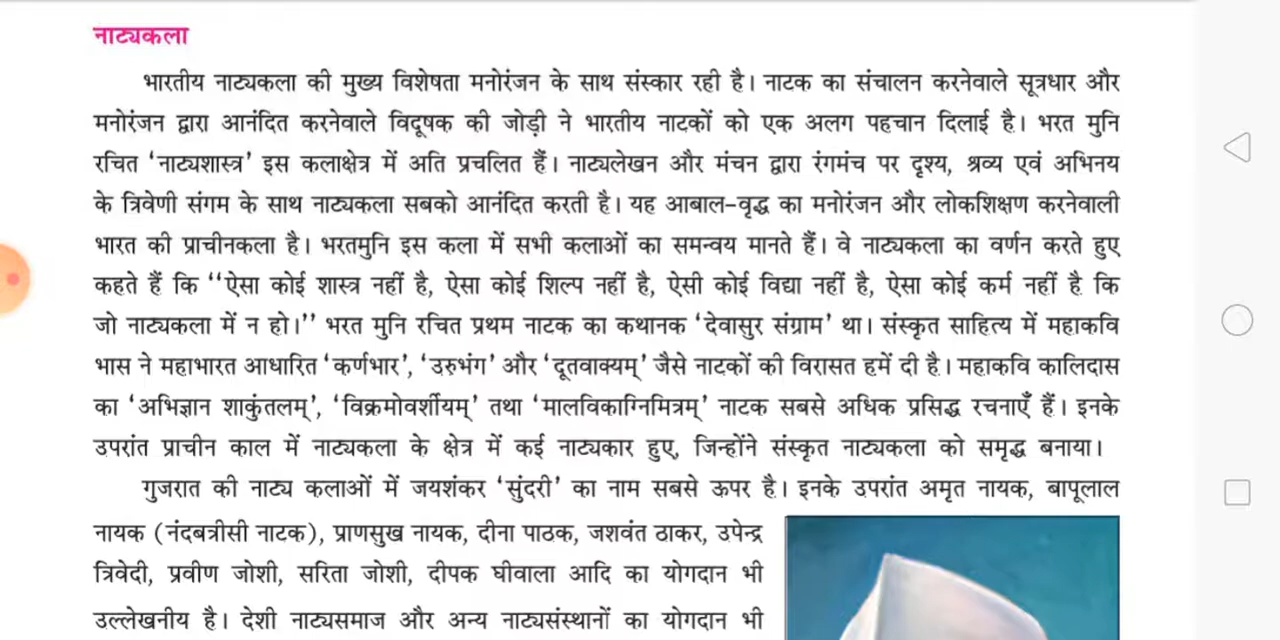 नाट्यकला
भारतीय नाट्यकला की मुख्य विशेषता मनोरंजन के साथ संस्कार रही है। नाटक का संचालन करनेवाले सूत्रधार और
मनोरंजन द्वारा आनंदित करनेवाले विदूषक की जोड़ी ने भारतीय नाटकों को एक अलग पहचान दिलाई है। भरत मुनि
रचित ‘नाट्यशास्त्र’ इस कलाक्षेत्र में अति प्रचलित हैं। नाट्यलेखन और मंचन द्वारा रंगमंच पर दृश्य, श्रव्य एवं अभिनय
के त्रिवेणी संगम के साथ नाट्यकला सबको आनंदित करती है। यह आबाल-वृद्ध का मनोरंजन और लोकशिक्षण करनेवाली
भारत की प्राचीनकला है। भरतमुनि इस कला में सभी कलाओं का समन्वय मानते हैं। वे नाट्यकला का वर्णन करते हुए
कहते हैं कि ‘‘ऐसा कोई शास्त्र नहीं है, ऐसा कोई शिल्प नहीं है, ऐसी कोई विद्या नहीं है, ऐसा कोई कर्म नहीं है कि
जो नाट्यकला में न हो।’’ भरत मुनि रचित प्रथम नाटक का कथानक ‘देवासुर संग्राम’ था। संस्कृत साहित्य में महाकवि
भास ने महाभारत आधारित ‘कर्णभार’, ‘उरुभंग’ और ‘दूतवाक्यम्’ जैसे नाटकों की विरासत हमें दी है। महाकवि कालिदास
का ‘अभिज्ञान शाकुंतलम्’, ‘विक्रमोवर्शीयम्’ तथा ‘मालविकाग्निमित्रम्’ नाटक सबसे अधिक प्रसिद्ध रचनाएँ हैं। इनके
उपरांत प्राचीन काल में नाट्यकला के क्षेत्र में कई नाट्यकार हुए, जिन्होंने संस्कृत नाट्यकला को समृद्ध बनाया।
गुजरात की नाट्य कलाओं में जयशंकर ‘सुंदरी’ का नाम सबसे ऊपर है। इनके उपरांत अमृत नायक, बापूलाल
नायक (नंदबत्रीसी नाटक), प्राणसुख नायक, दीना पाठक, जशवंत ठाकर, उपेन्द्र
त्रिवेदी, प्रवीण जोशी, सरिता जोशी, दीपक घीवाला आदि का योगदान भी
उल्लेखनीय है। देशी नाट्यसमाज और अन्य नाट्यसंस्थानों का योगदान भी